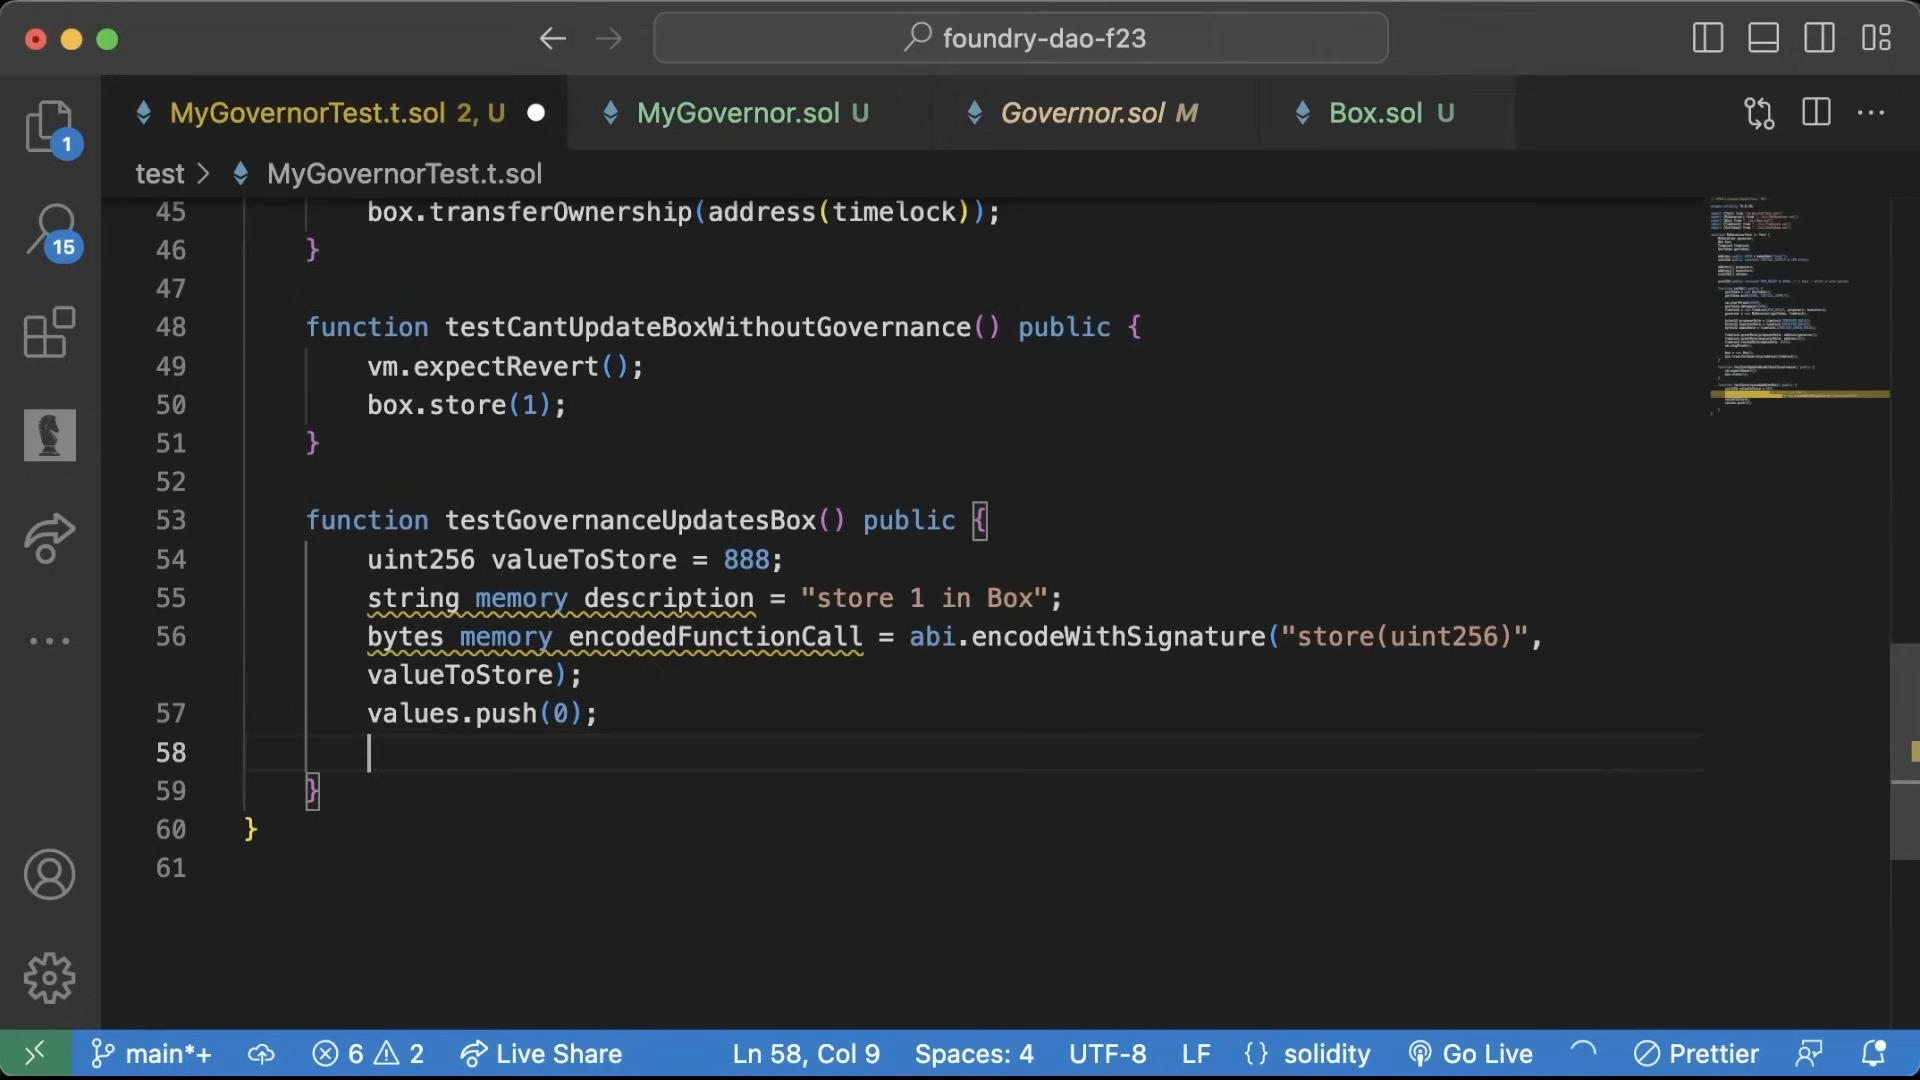 foundry-dao-f23
MyGovernorTest.t.sol 2, U
MyGovernor.sol U
Governor.sol M
Box.sol U
test > MyGovernorTest.t.sol
1
15
45 box.transferOwnership(address(timelock));
46 }
47
48 function testCantUpdateBoxWithoutGovernance() public {
49 vm.expectRevert();
50 box.store(1);
51 }
52
53 function testGovernanceUpdatesBox() public {
54 uint256 valueToStore = 888;
55 string memory description = "store 1 in Box";
56 bytes memory encodedFunctionCall = abi.encodeWithSignature("store(uint256)",
valueToStore);
57 values.push(0);
58
59 }
60 }
61
main*+ 6 2 Live Share Ln 58, Col 9 Spaces: 4 UTF-8 LF {} solidity Go Live Prettier